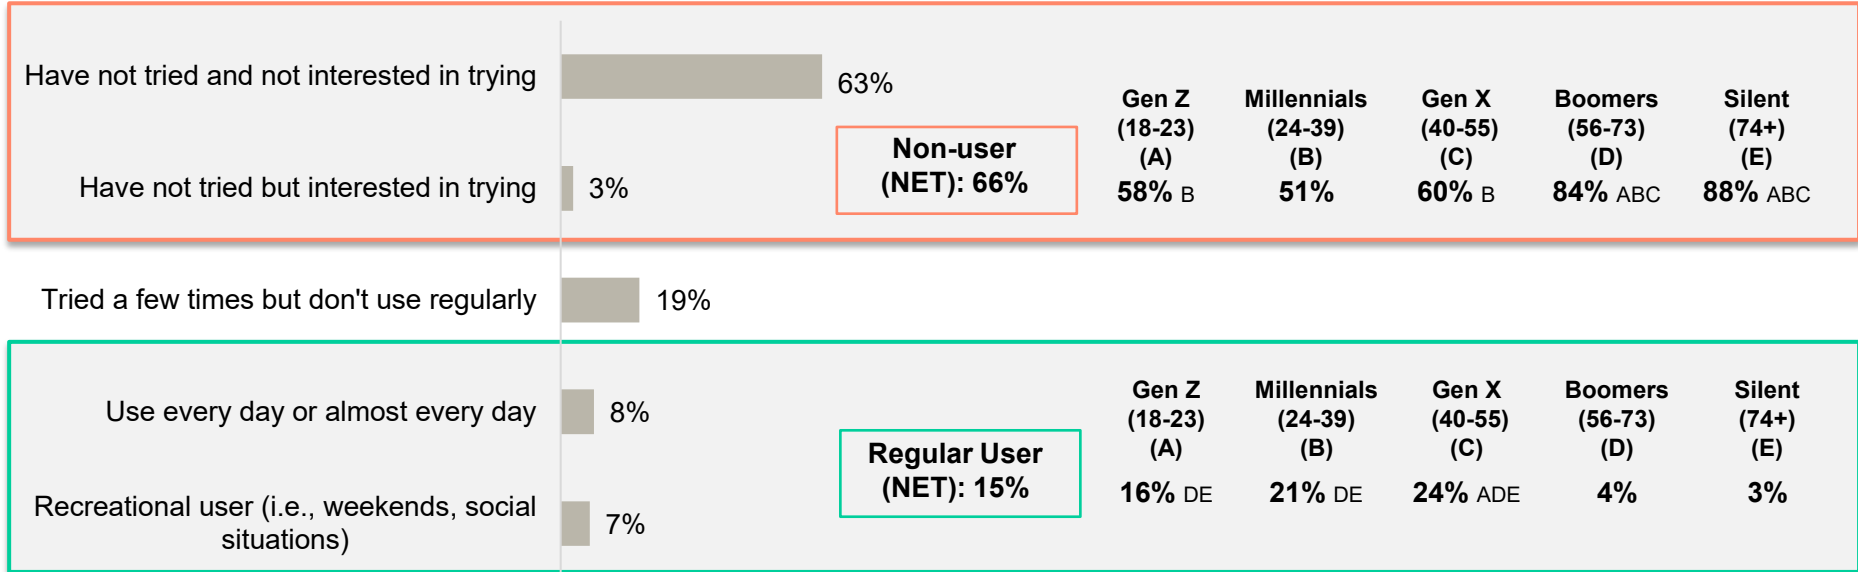 Have not tried and not interested in trying
63%
Have not tried but interested in trying
3%
Non-user
(NET): 66%
Gen Z
(18-23)
(A)
58% B
Millennials
(24-39)
(B)
51%
Gen X
(40-55)
(C)
60% B
Boomers
(56-73)
(D)
84% ABC
Silent
(74+)
(E)
88% ABC
Tried a few times but don't use regularly
19%
Use every day or almost every day
8%
Recreational user (i.e., weekends, social
situations)
7%
Regular User
(NET): 15%
Gen Z
(18-23)
(A)
16% DE
Millennials
(24-39)
(B)
21% DE
Gen X
(40-55)
(C)
24% ADE
Boomers
(56-73)
(D)
4%
Silent
(74+)
(E)
3%